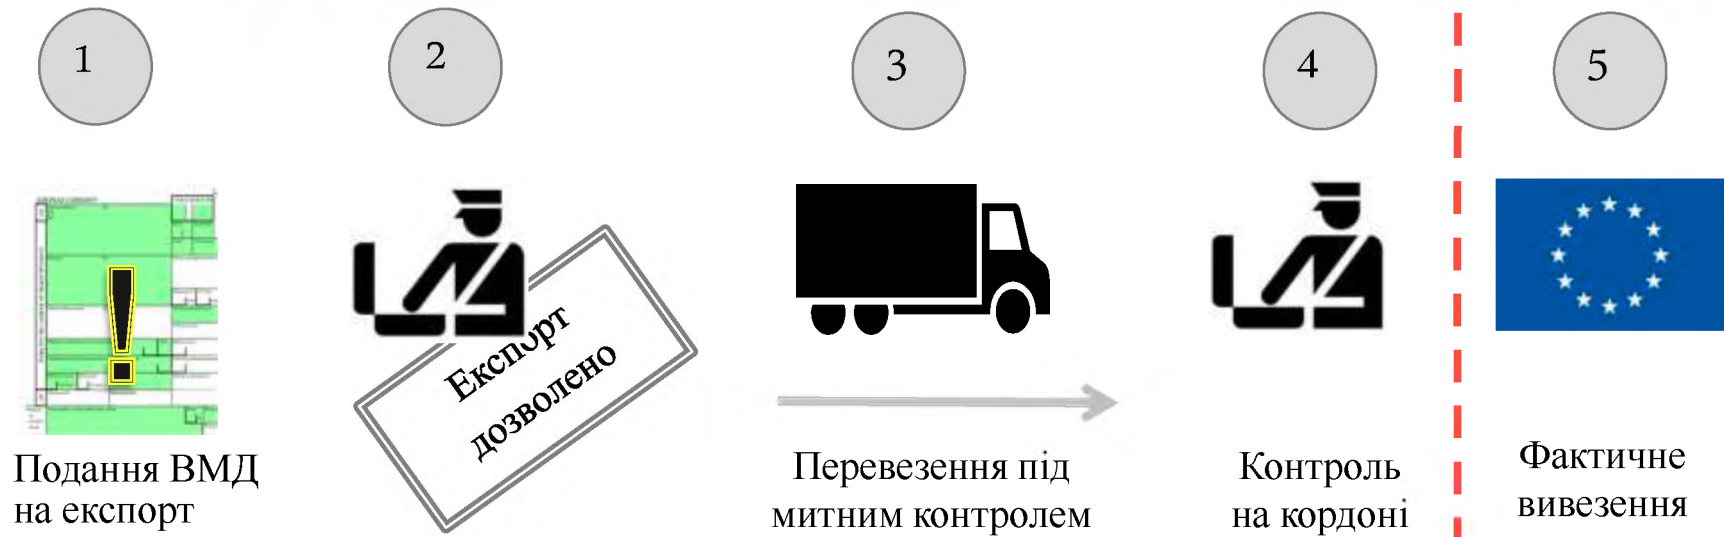 1
2
3
4
5
Експорт
дозволено
Подання ВМД
на експорт
Перевезення під
митним контролем
Контроль
на кордоні
Фактичне
вивезення